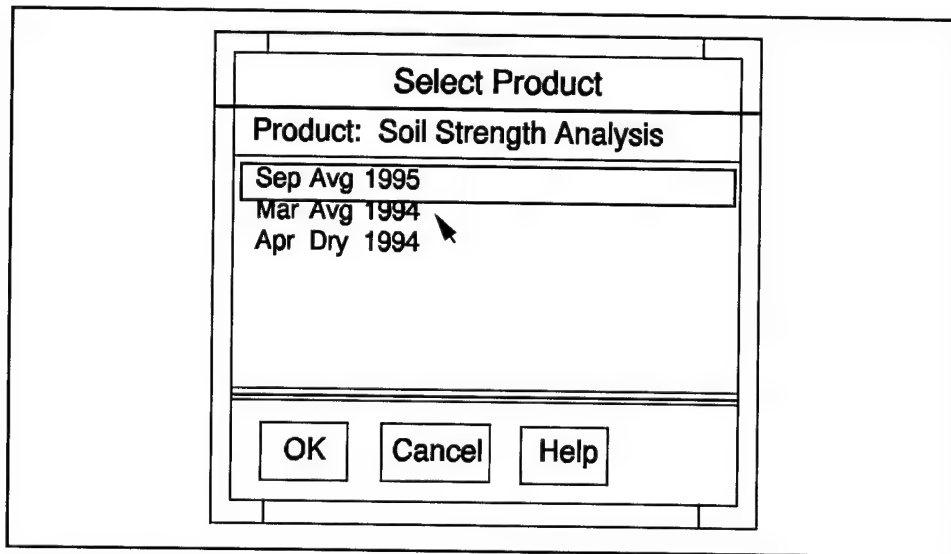 Select Product
Product: Soil Strength Analysis
Sep Avg 1995
Mar Avg 1994
Apr Dry 1994
OK Cancel Help